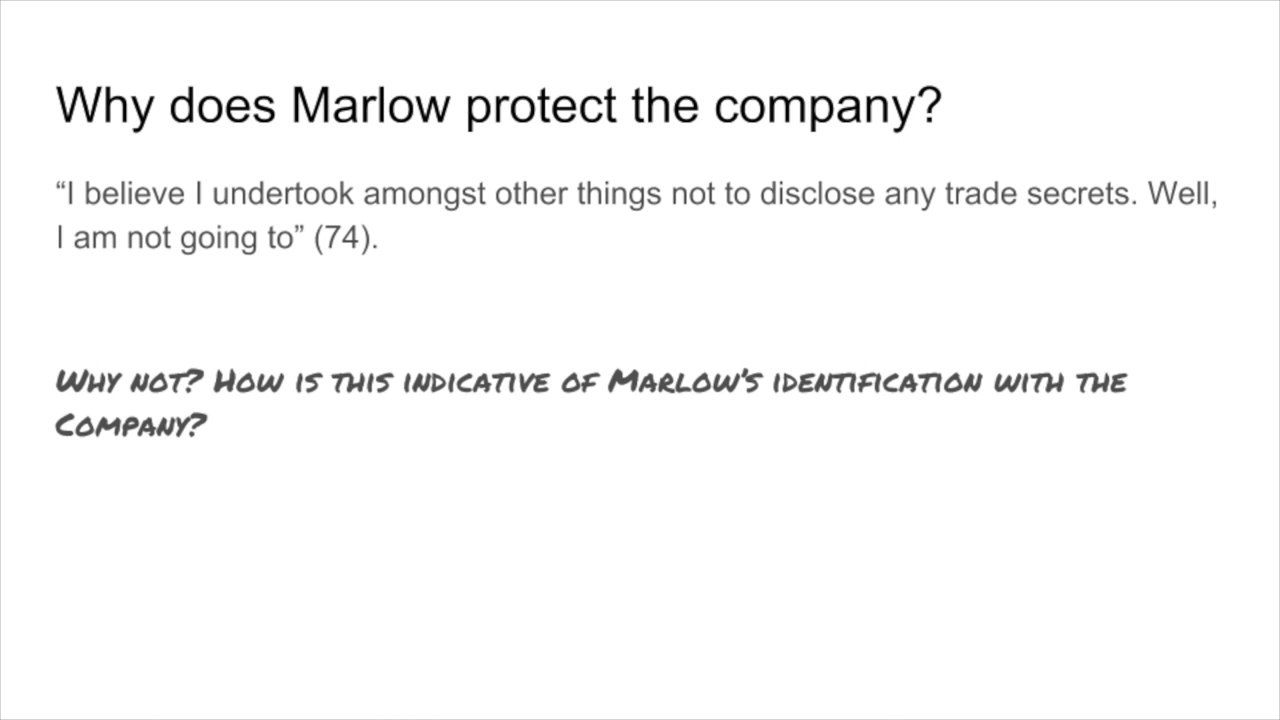 Why does Marlow protect the company?
“I believe I undertook amongst other things not to disclose any trade secrets. Well,
I am not going to” (74).
Why not? How is this indicative of Marlow’s identification with the
Company?